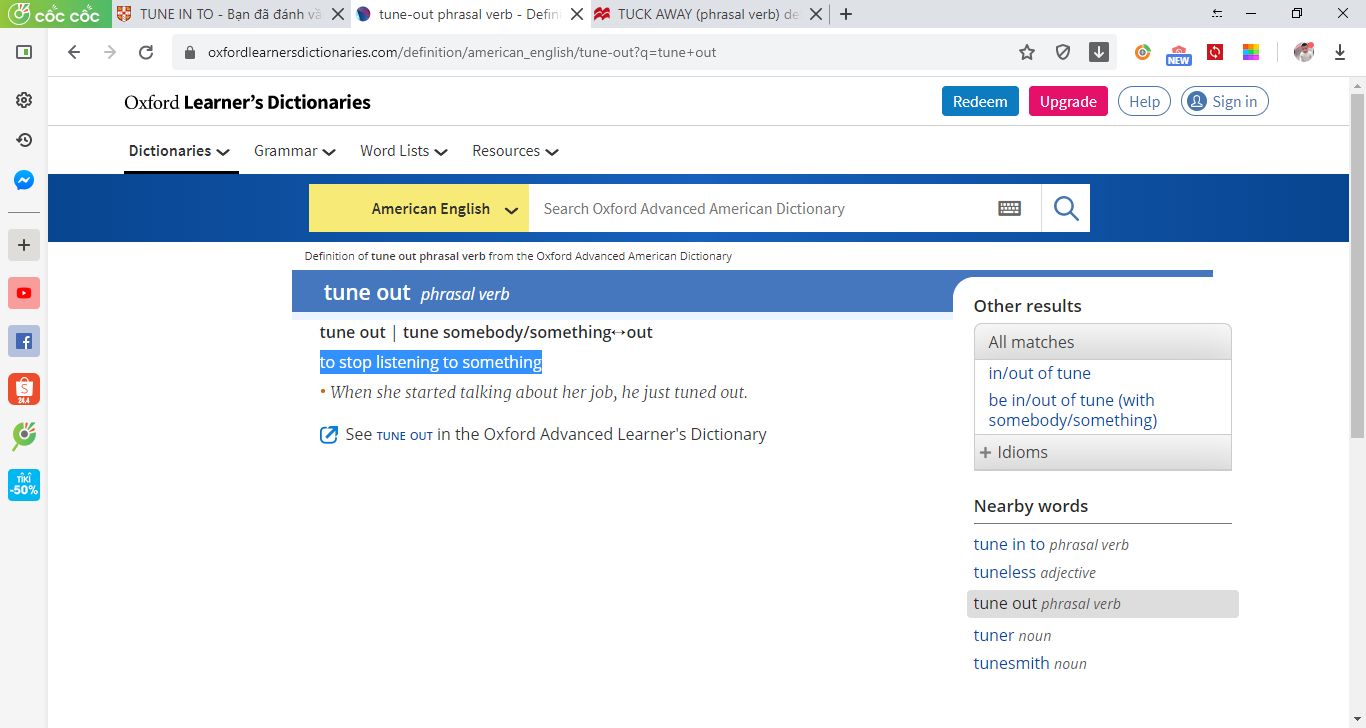 CỐC CỐC
TUNE IN TO - Bạn đã đánh vầ
tune-out phrasal verb - Defin
TUCK AWAY (phrasal verb) de
oxfordlearnersdictionaries.com/definition/american_english/tune-out?q=tune+out
NEW
Oxford Learner's Dictionaries
Redeem
Upgrade
Help
Sign in
Dictionaries
Grammar
Word Lists
Resources
American English
Search Oxford Advanced American Dictionary
Definition of tune out phrasal verb from the Oxford Advanced American Dictionary
tune out phrasal verb
tune out | tune somebody/something↔out
to stop listening to something
• When she started talking about her job, he just tuned out.
See TUNE OUT in the Oxford Advanced Learner's Dictionary
Other results
All matches
in/out of tune
be in/out of tune (with
somebody/something)
+ Idioms
Nearby words
tune in to phrasal verb
tuneless adjective
tune out phrasal verb
tuner noun
tunesmith noun
24.4
TIKI
-50%